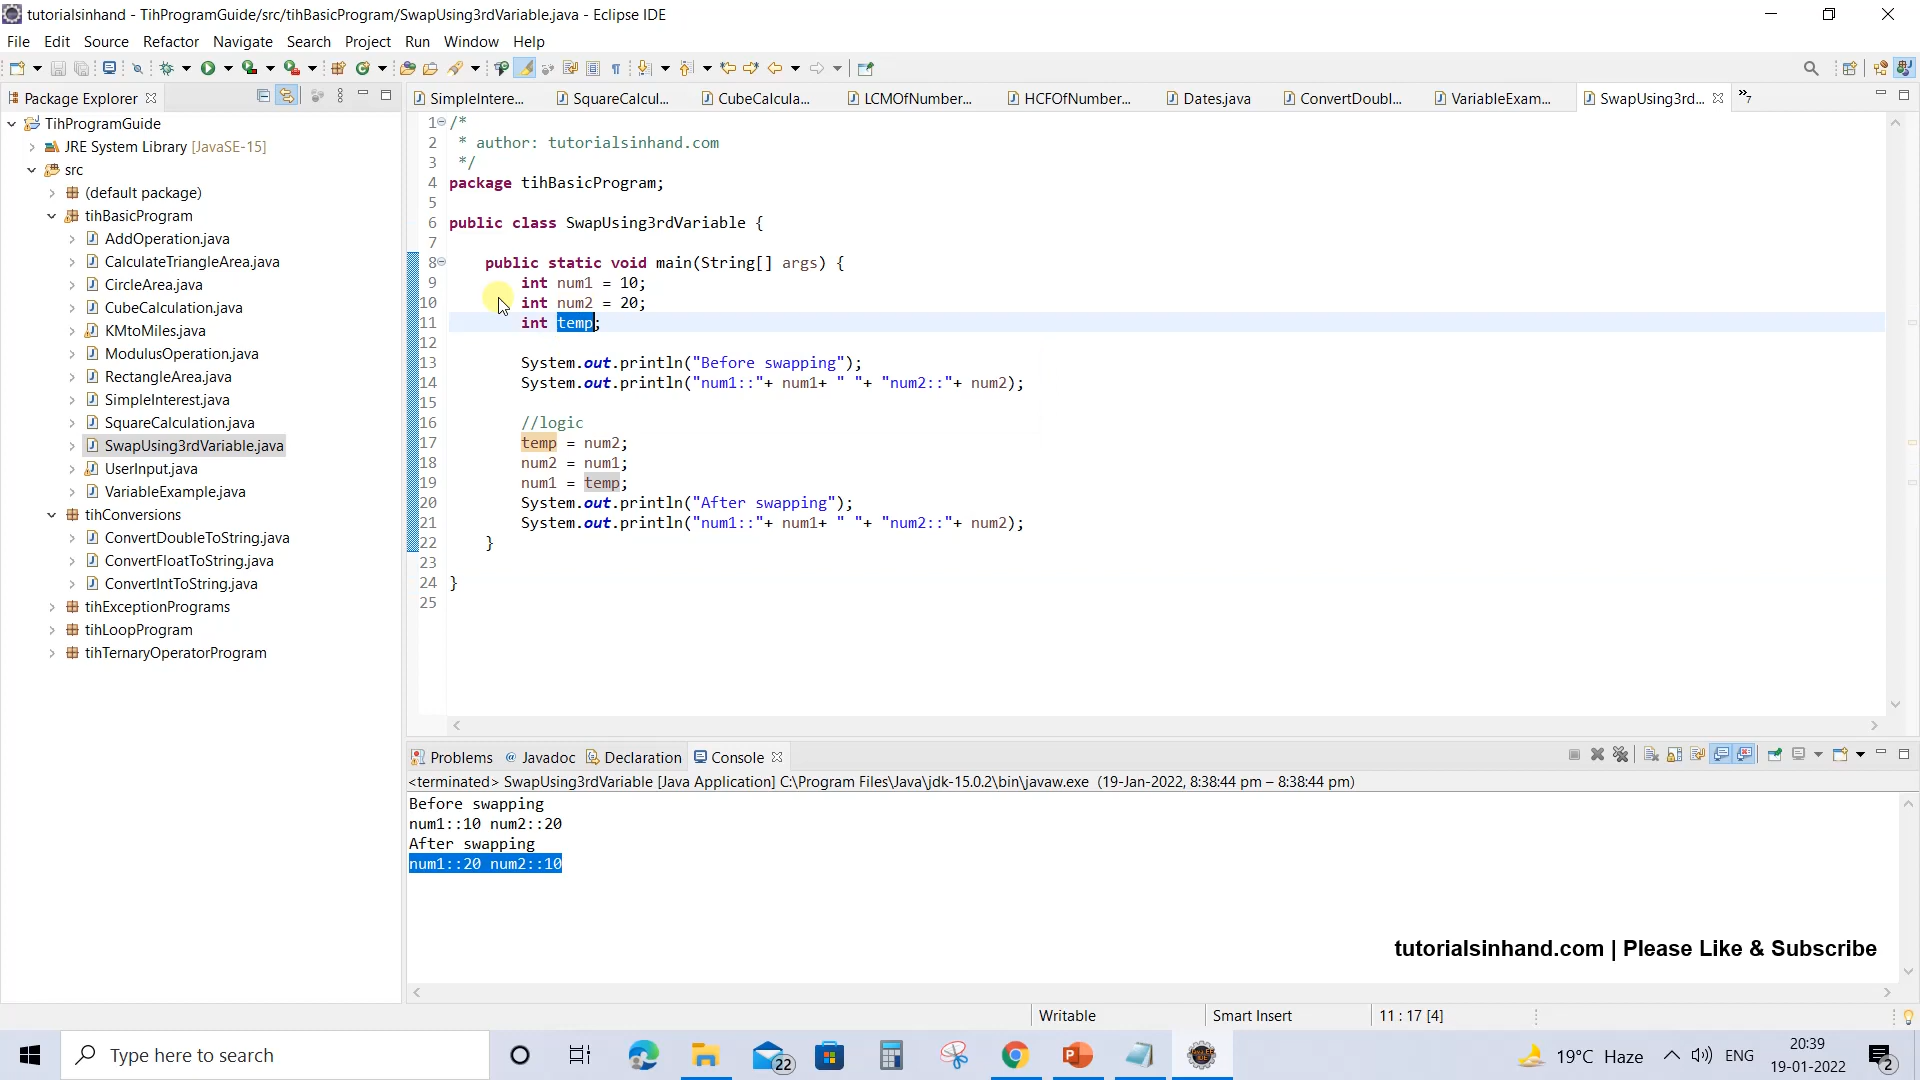 tutorialsinhand - TihProgramGuide/src/tihBasicProgram/SwapUsing3rdVariable.java - Eclipse IDE
File Edit Source Refactor Navigate Search Project Run Window Help
Package Explorer
TihProgramGuide
JRE System Library [JavaSE-15]
src
(default package)
tihBasicProgram
AddOperation.java
CalculateTriangleArea.java
CircleArea.java
CubeCalculation.java
KMtoMiles.java
ModulusOperation.java
RectangleArea.java
SimpleInterest.java
SquareCalculation.java
SwapUsing3rdVariable.java
UserInput.java
VariableExample.java
tihConversions
ConvertDoubleToString.java
ConvertFloatToString.java
ConvertIntToString.java
tihExceptionPrograms
tihLoopProgram
tihTernaryOperatorProgram
SimpleIntere... SquareCalcul... CubeCalcula... LCMOfNumber... HCFOfNumber... Dates.java ConvertDoubl... VariableExam... SwapUsing3rd... »7
1 /*
2 * author: tutorialsinhand.com
3 */
4 package tihBasicProgram;
5
6 public class SwapUsing3rdVariable {
7
8 public static void main(String[] args) {
9 int num1 = 10;
10 int num2 = 20;
11 int temp;
12
13 System.out.println("Before swapping");
14 System.out.println("num1::"+ num1+ " "+ "num2::"+ num2);
15
16 //logic
17 temp = num2;
18 num2 = num1;
19 num1 = temp;
20 System.out.println("After swapping");
21 System.out.println("num1::"+ num1+ " "+ "num2::"+ num2);
22 }
23
24 }
25
Problems @ Javadoc Declaration Console
<terminated> SwapUsing3rdVariable [Java Application] C:\Program Files\Java\jdk-15.0.2\bin\javaw.exe (19-Jan-2022, 8:38:44 pm – 8:38:44 pm)
Before swapping
num1::10 num2::20
After swapping
num1::20 num2::10
tutorialsinhand.com | Please Like & Subscribe
Writable Smart Insert 11 : 17 [4]
Type here to search
22
19°C Haze
ENG
20:39
19-01-2022
2